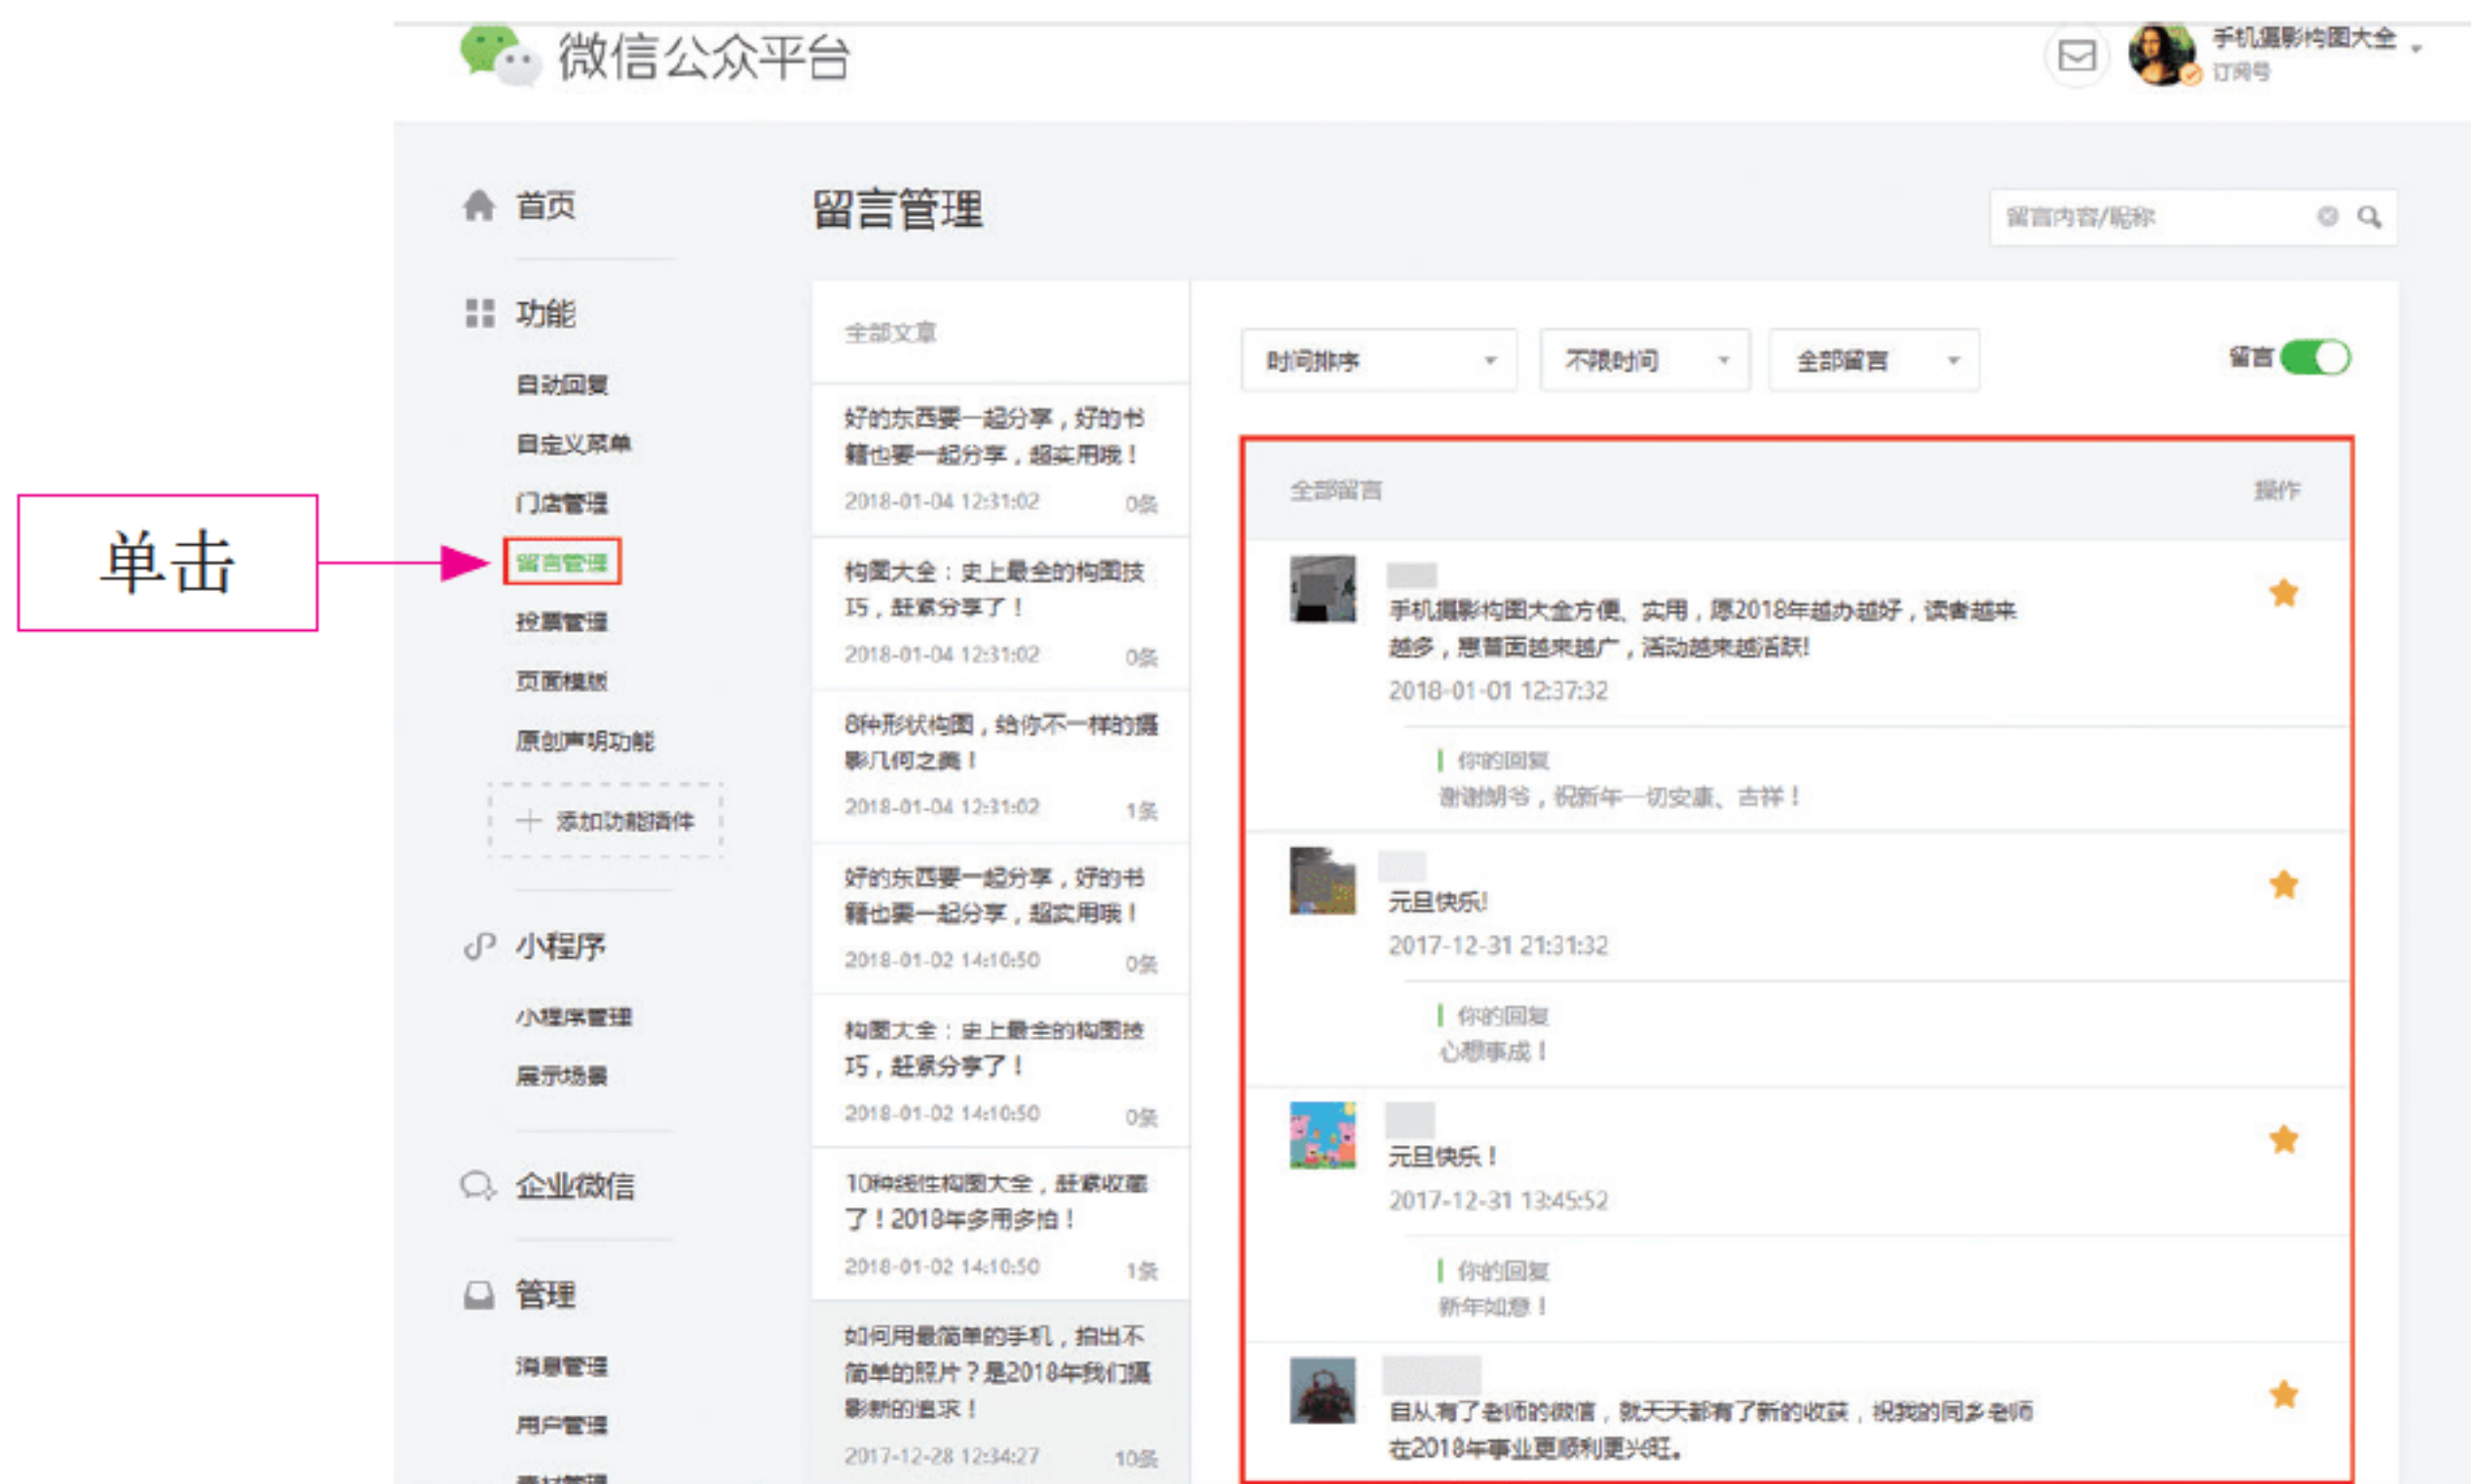 微信公众平台
手机摄影构图大全
订阅号
单击
首页
功能
自动回复
自定义菜单
门店管理
留言管理
投票管理
页面模版
原创声明功能
添加功能插件
小程序
小程序管理
展示场景
企业微信
管理
消息管理
用户管理
素材管理
留言管理
留言内容/昵称
全部文章
好的东西要一起分享，好的书
籍也要一起分享，超实用哦！
2018-01-04 12:31:02 0条
构图大全：史上最全的构图技
巧，赶紧分享了！
2018-01-04 12:31:02 0条
8种形状构图，给你不一样的摄
影几何之美！
2018-01-04 12:31:02 1条
好的东西要一起分享，好的书
籍也要一起分享，超实用哦！
2018-01-02 14:10:50 0条
构图大全：史上最全的构图技
巧，赶紧分享了！
2018-01-02 14:10:50 0条
10种线性构图大全，赶紧收藏
了！2018年多用多拍！
2018-01-02 14:10:50 1条
如何用最简单的手机，拍出不
简单的照片？是2018年我们摄
影新的追求！
2017-12-28 12:34:27 10条
时间排序 不限时间 全部留言 留言
全部留言 操作
手机摄影构图大全方便、实用，愿2018年越办越好，读者越来
越多，惠普面越来越广，活动越来越活跃!
2018-01-01 12:37:32
你的回复
谢谢胡爷，祝新年一切安康、吉祥！
元旦快乐!
2017-12-31 21:31:32
你的回复
心想事成！
元旦快乐！
2017-12-31 13:45:52
你的回复
新年如意！
自从有了老师的微信，就天天都有了新的收获，祝我的同乡老师
在2018年事业更顺利更兴旺。